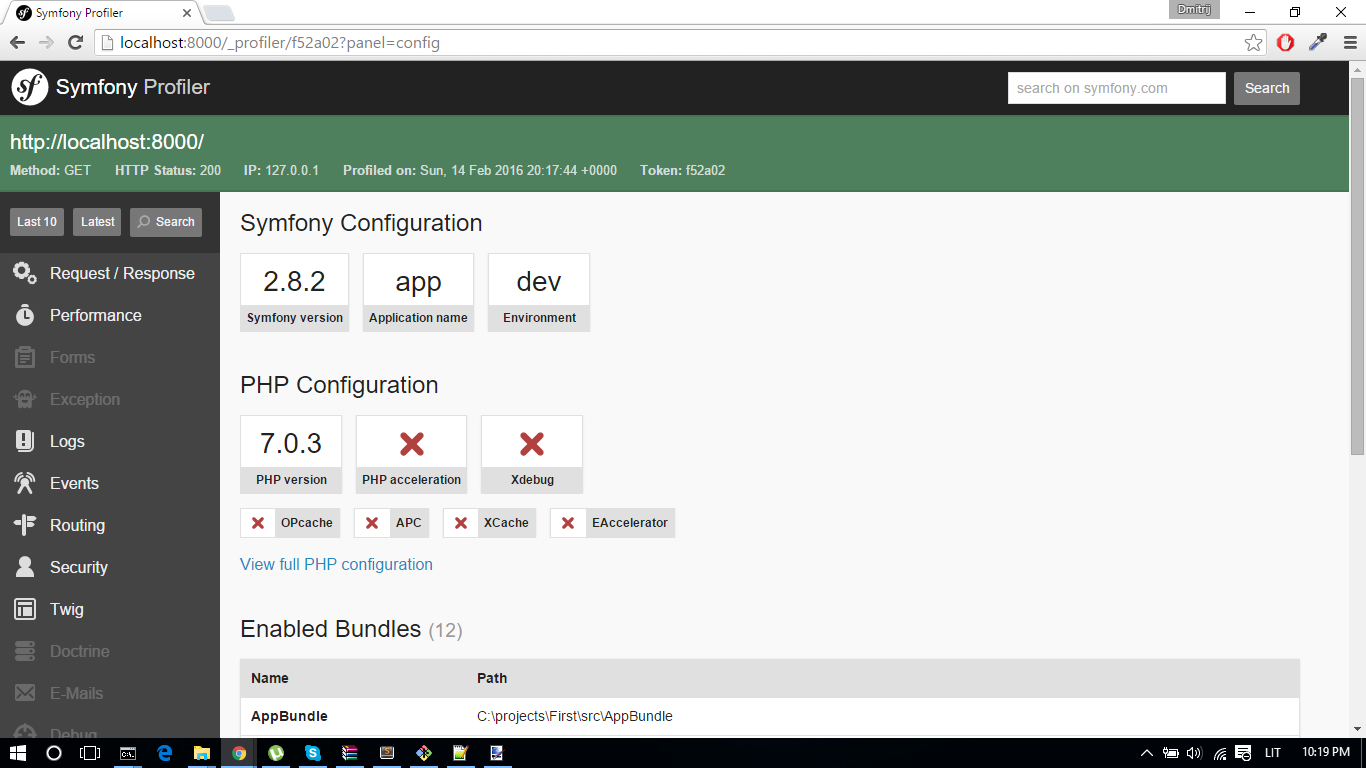 Symfony Profiler
Dmitrij
localhost:8000/_profiler/f52a02?panel=config
sf Symfony Profiler
search on symfony.com
Search
http://localhost:8000/
Method: GET HTTP Status: 200 IP: 127.0.0.1 Profiled on: Sun, 14 Feb 2016 20:17:44 +0000 Token: f52a02
Last 10 Latest Search
Request / Response
Performance
Forms
Exception
Logs
Events
Routing
Security
Twig
Doctrine
E-Mails
Debug
Symfony Configuration
2.8.2 app dev
Symfony version Application name Environment
PHP Configuration
7.0.3
PHP version PHP acceleration Xdebug
OPcache APC XCache EAccelerator
View full PHP configuration
Enabled Bundles (12)
Name Path
AppBundle C:\projects\First\src\AppBundle
LIT 10:19 PM